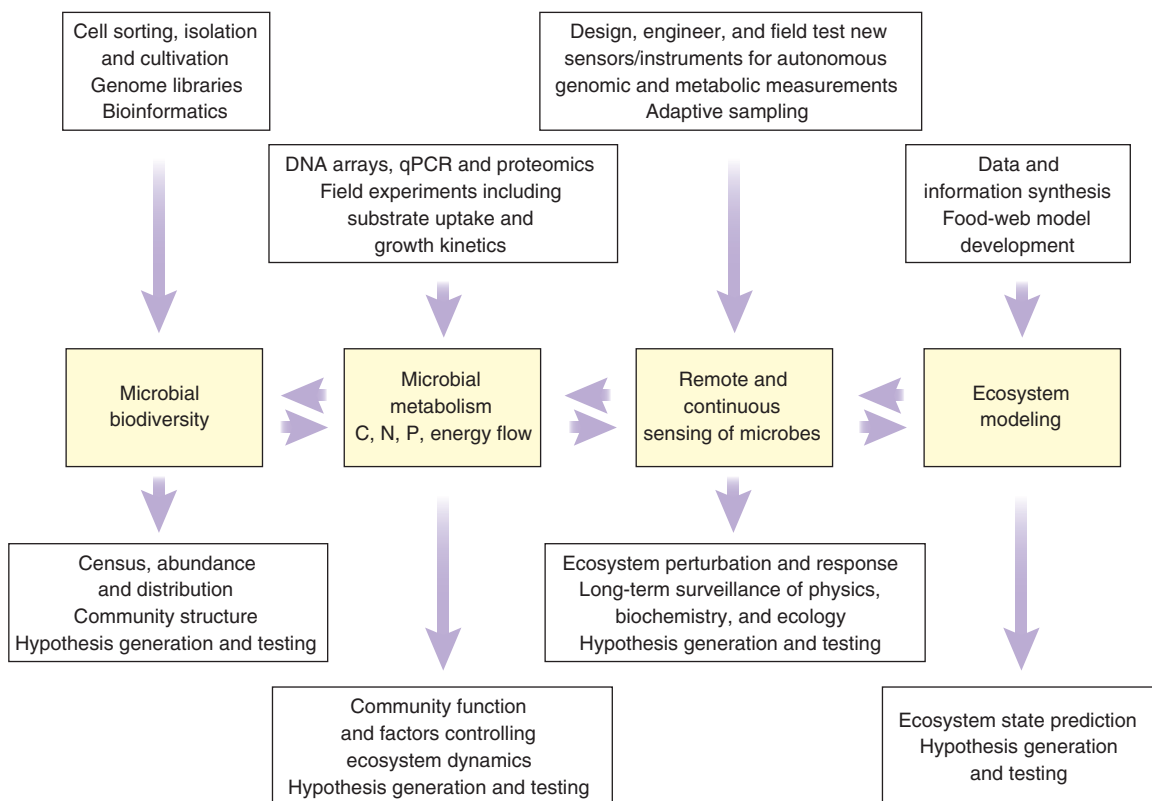 Cell sorting, isolation
and cultivation
Genome libraries
Bioinformatics
Design, engineer, and field test new
sensors/instruments for autonomous
genomic and metabolic measurements
Adaptive sampling
DNA arrays, qPCR and proteomics
Field experiments including
substrate uptake and
growth kinetics
Data and
information synthesis
Food-web model
development
Microbial
biodiversity
Microbial
metabolism
C, N, P, energy flow
Remote and
continuous
sensing of microbes
Ecosystem
modeling
Census, abundance
and distribution
Community structure
Hypothesis generation and testing
Ecosystem perturbation and response
Long-term surveillance of physics,
biochemistry, and ecology
Hypothesis generation and testing
Community function
and factors controlling
ecosystem dynamics
Hypothesis generation and testing
Ecosystem state prediction
Hypothesis generation
and testing